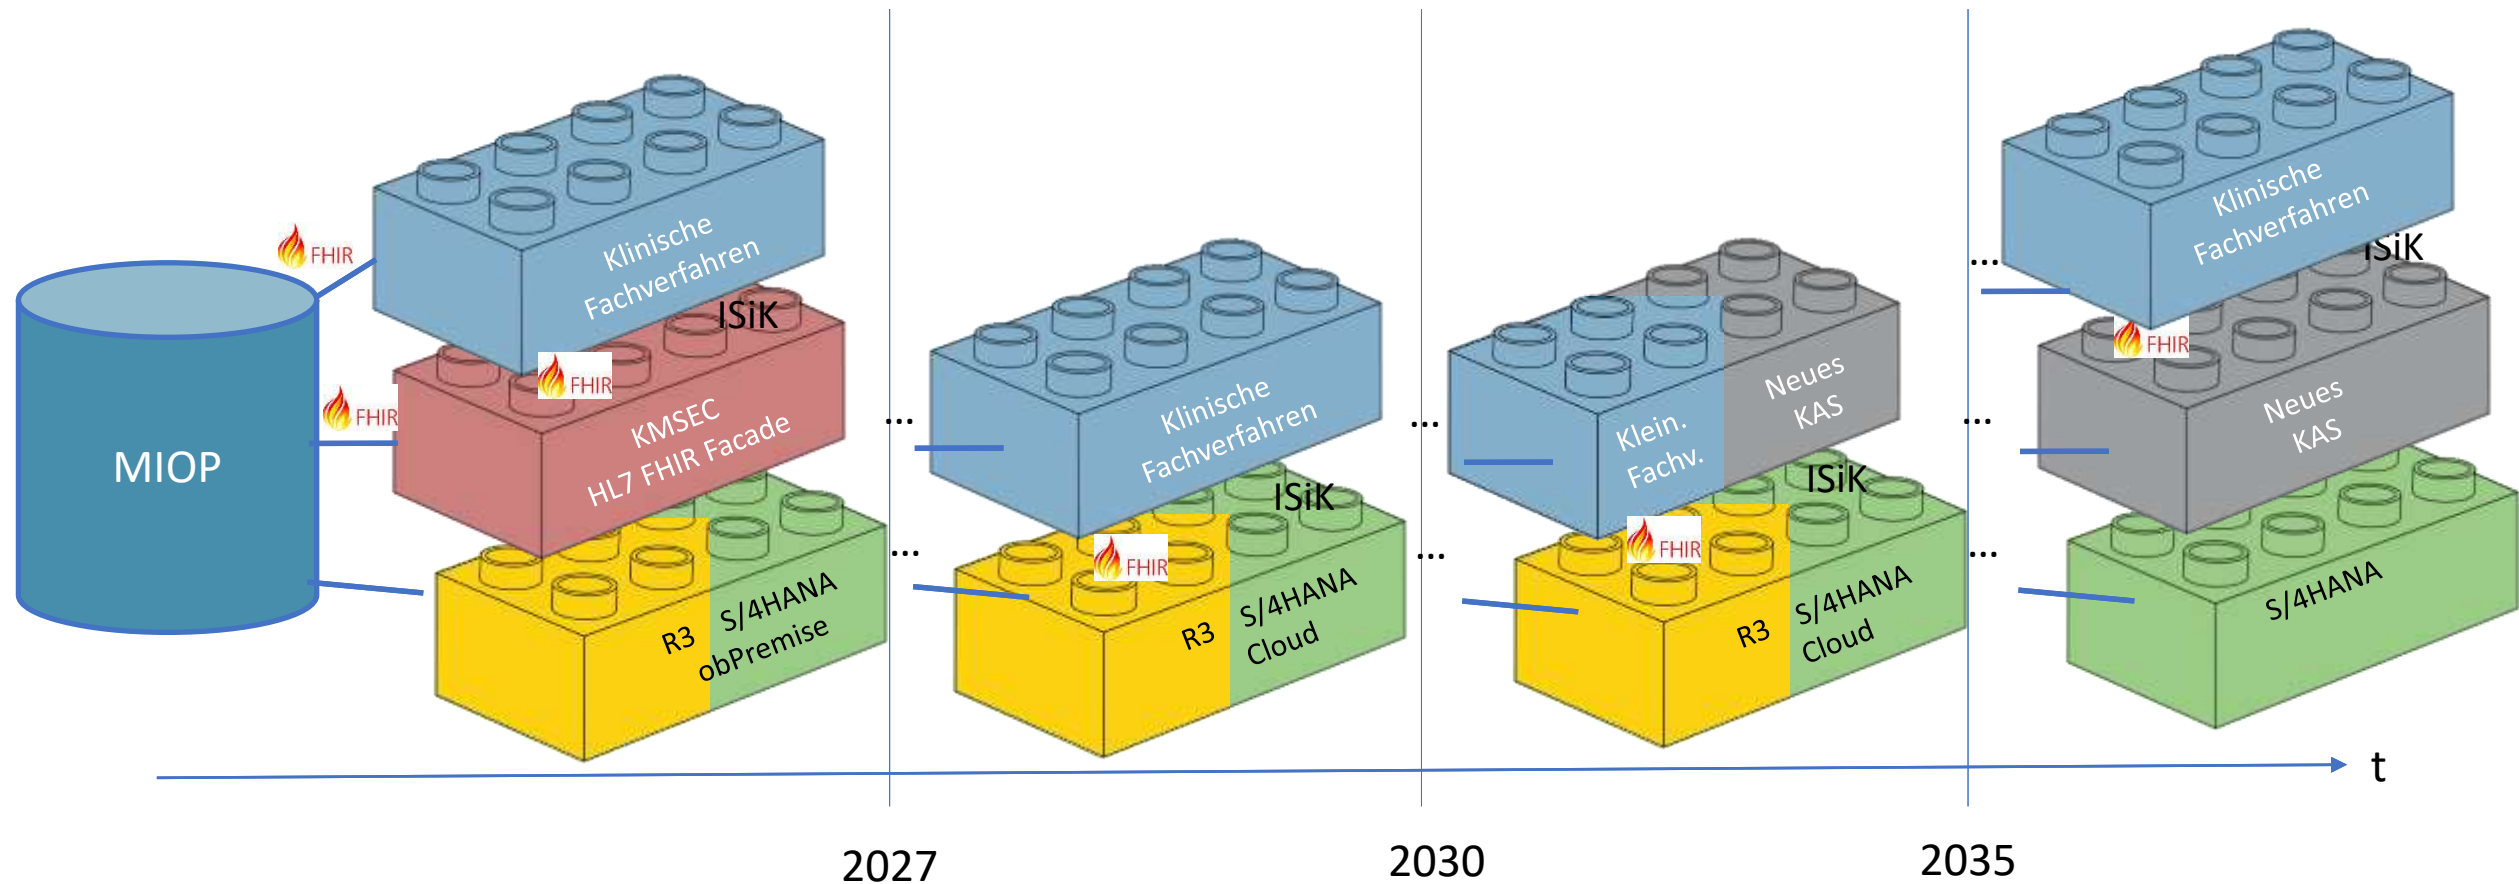 MIOP
FHIR
FHIR
Klinische
Fachverfahren
ISiK
FHIR
KMSEC
HL7 FHIR Facade
R3
S/4HANA
obPremise
...
...
Klinische
Fachverfahren
ISiK
FHIR
R3
S/4HANA
Cloud
...
...
Klein.
Fachv.
Neues
KAS
ISiK
FHIR
R3
S/4HANA
Cloud
...
...
...
Klinische
Fachverfahren
ISiK
FHIR
Neues
KAS
S/4HANA
t
2027
2030
2035